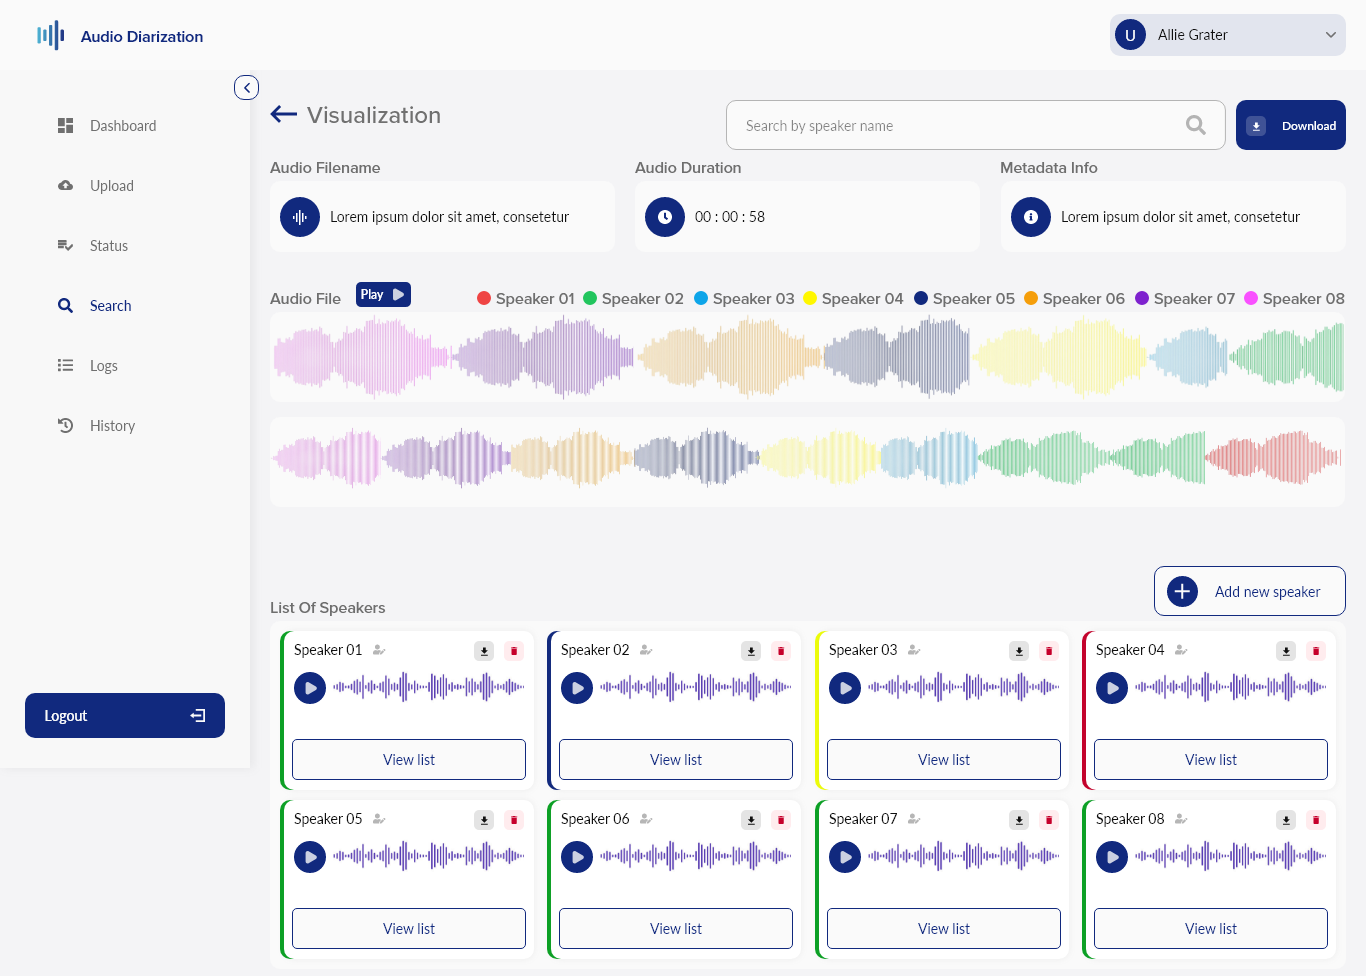 Audio Diarization
U
Allie Grater
Dashboard
Upload
Status
Search
Logs
History
Logout
Visualization
Search by speaker name
Download
Audio Filename
Audio Duration
Metadata Info
Lorem ipsum dolor sit amet, consetetur
00 : 00 : 58
Lorem ipsum dolor sit amet, consetetur
Audio File
Play
Speaker 01
Speaker 02
Speaker 03
Speaker 04
Speaker 05
Speaker 06
Speaker 07
Speaker 08
List Of Speakers
Add new speaker
Speaker 01
Speaker 02
Speaker 03
Speaker 04
View list
View list
View list
View list
Speaker 05
Speaker 06
Speaker 07
Speaker 08
View list
View list
View list
View list